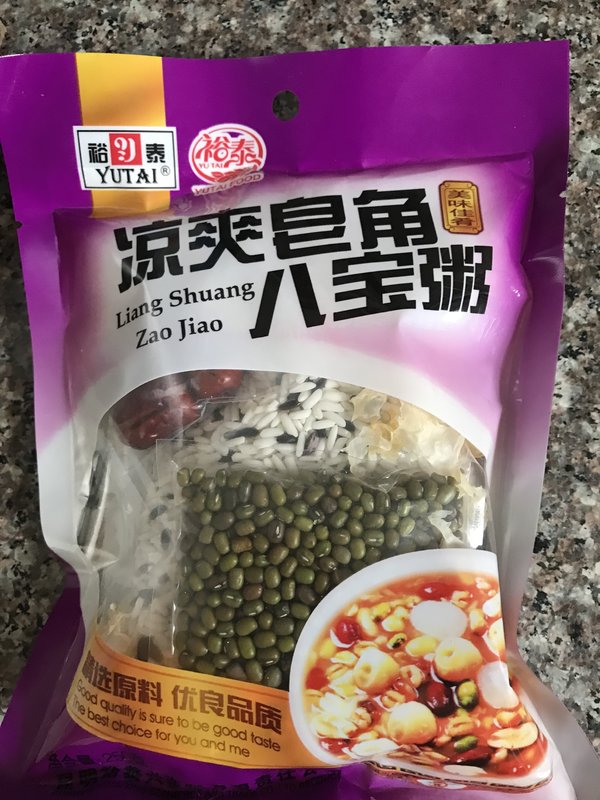 裕泰
YUTAI®
裕泰
YU TAI
YUTAI FOOD
美味佳肴
凉爽皂角
Liang Shuang
八宝粥
Zao Jiao
精选原料 优良品质
Good quality is sure to be good taste
The best choice for you and me